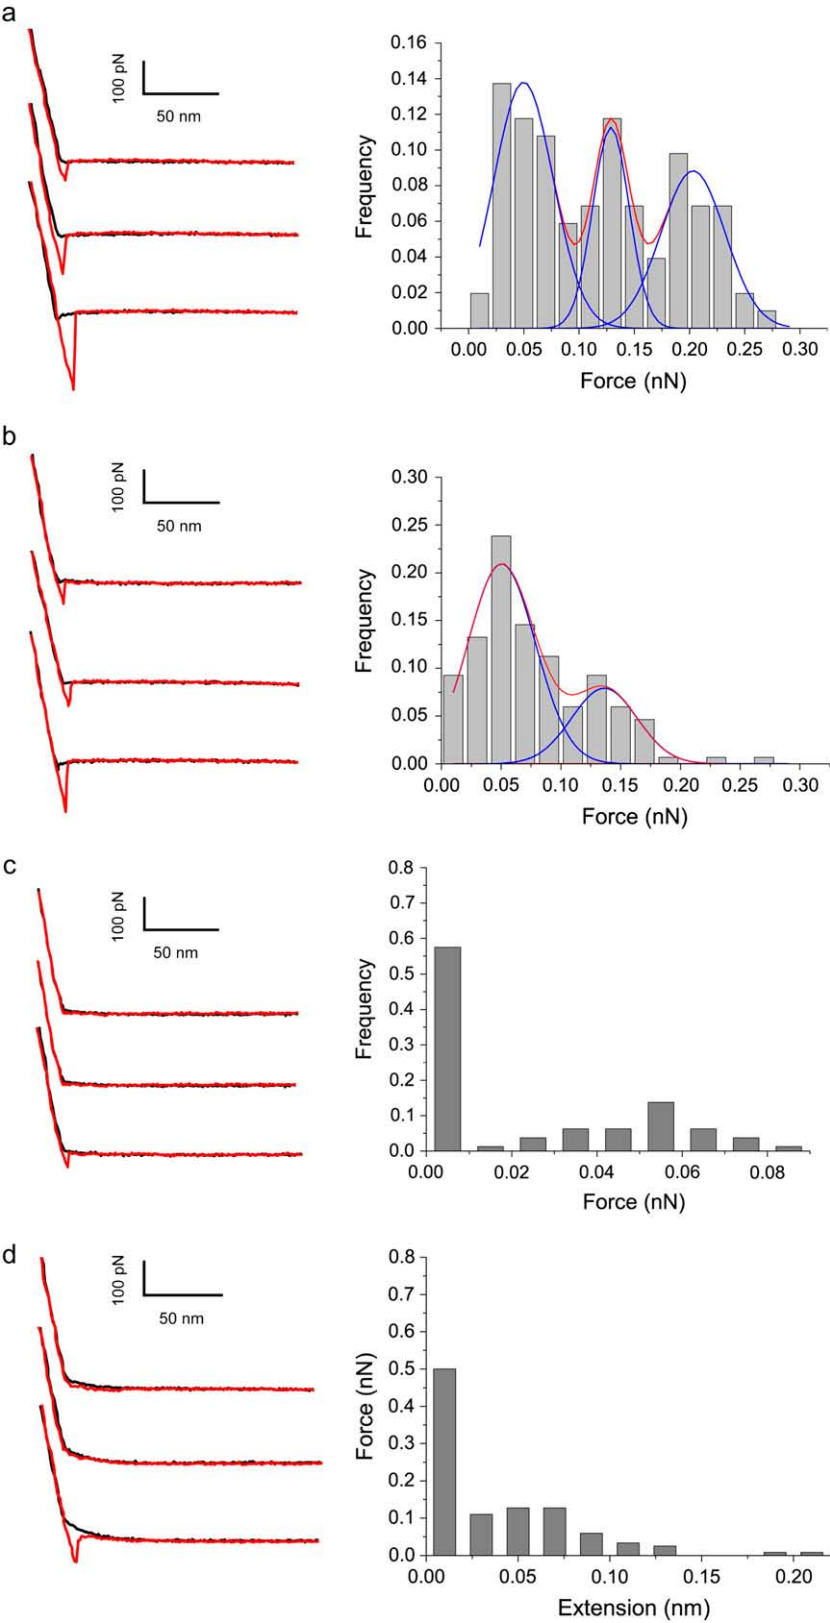 a
100 pN
50 nm
0.16
0.14
0.12
0.10
0.08
0.06
0.04
0.02
0.00
Frequency
0.00 0.05 0.10 0.15 0.20 0.25 0.30
Force (nN)
b
100 pN
50 nm
0.30
0.25
0.20
0.15
0.10
0.05
0.00
Frequency
0.00 0.05 0.10 0.15 0.20 0.25 0.30
Force (nN)
c
100 pN
50 nm
0.8
0.7
0.6
0.5
0.4
0.3
0.2
0.1
0.0
Frequency
0.00 0.02 0.04 0.06 0.08
Force (nN)
d
100 pN
50 nm
0.8
0.7
0.6
0.5
0.4
0.3
0.2
0.1
0.0
Force (nN)
0.00 0.05 0.10 0.15 0.20
Extension (nm)